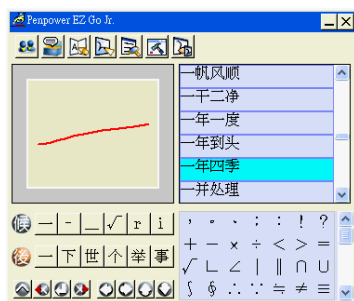 Penpower EZ Go Jr.
一帆风顺
一干二净
一年一度
一年到头
一年四季
一并处理
候 一 - _ √ r i
後 一 下 世 个 举 事
, 。 、 ; : ! ?
+ - × ÷ < > =
√ ∟ ∠ | ‖ ∩ ∪
∫ ∮ ∴ ∵ ≒ ≠ ≡